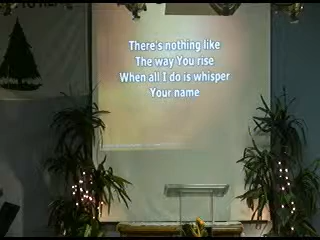 There's nothing like
The way You rise
When all I do is whisper
Your name